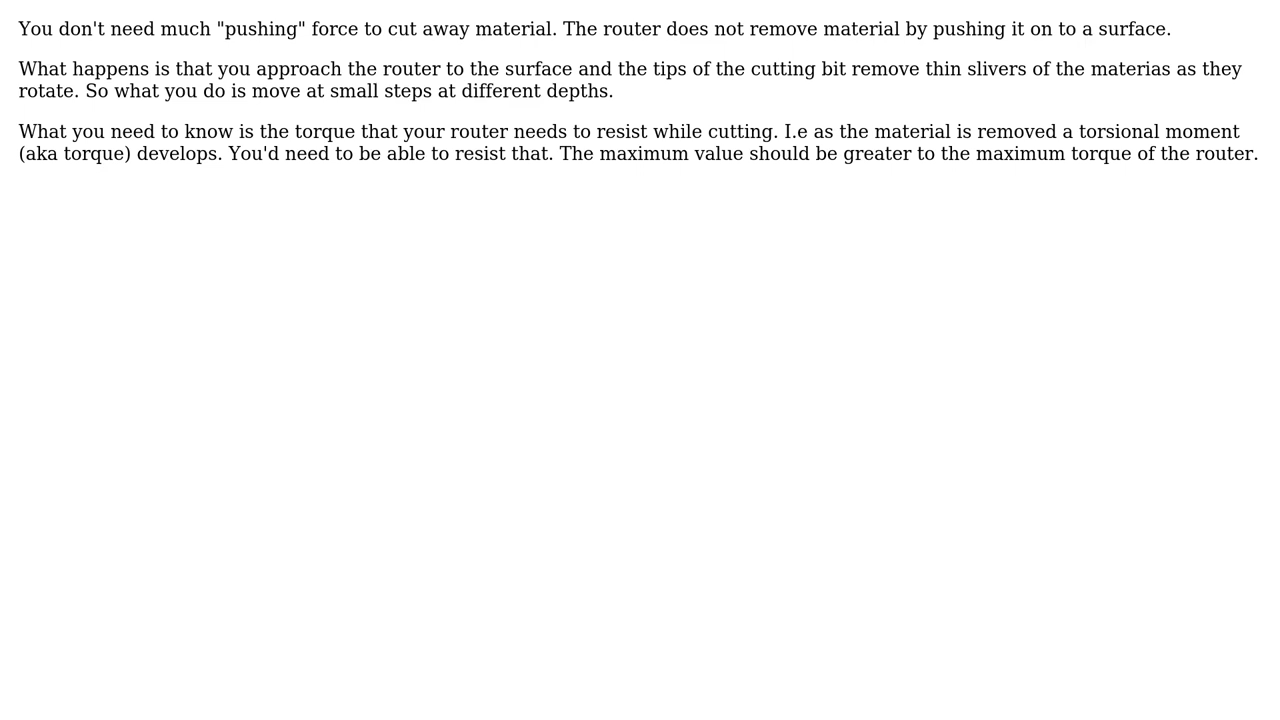 You don't need much "pushing" force to cut away material. The router does not remove material by pushing it on to a surface.
What happens is that you approach the router to the surface and the tips of the cutting bit remove thin slivers of the materias as they
rotate. So what you do is move at small steps at different depths.
What you need to know is the torque that your router needs to resist while cutting. I.e as the material is removed a torsional moment
(aka torque) develops. You'd need to be able to resist that. The maximum value should be greater to the maximum torque of the router.